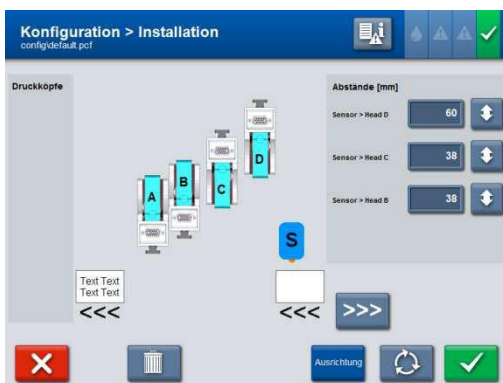 Konfiguration > Installation
config\default.pcf
Druckköpfe
Abstände [mm]
Sensor > Head D
60
Sensor > Head C
38
Sensor > Head B
38
A
B
C
D
S
Text Text
Text Text
<<<
<<<
>>>
Ausrichtung